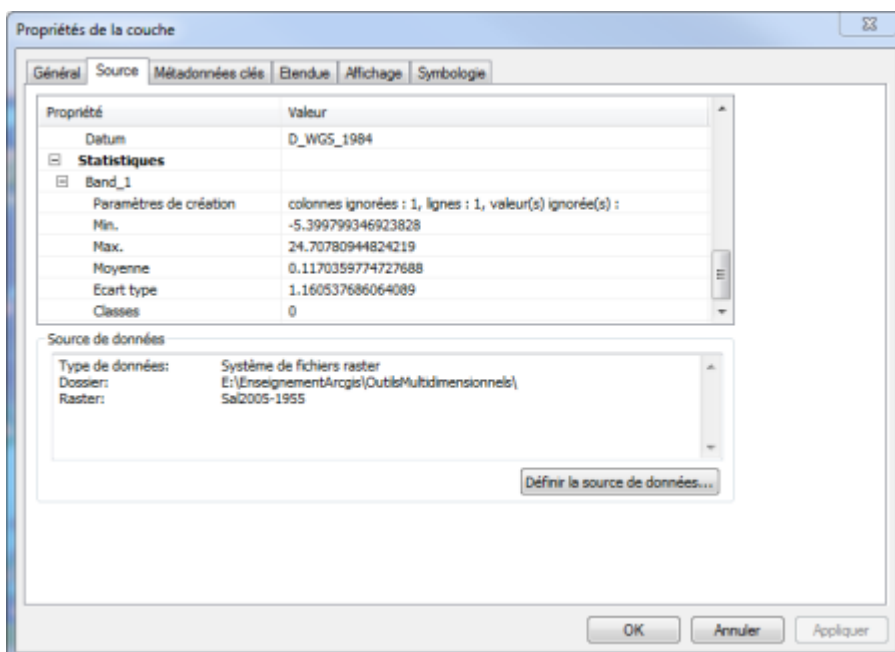 Propriétés de la couche
Général Source Métadonnées clés Etendue Affichage Symbologie
Propriété Valeur
Datum D_WGS_1984
Statistiques
Band_1
Paramètres de création colonnes ignorées : 1, lignes : 1, valeur(s) ignorée(s) :
Min. -5.399799346923828
Max. 24.70780944824219
Moyenne 0.1170359774727688
Ecart type 1.160537686064089
Classes 0
Source de données
Type de données: Système de fichiers raster
Dossier: E:\EnseignementArcgis\OutilsMultidimensionnels\
Raster: Sal2005-1955
Définir la source de données...
OK Annuler Appliquer